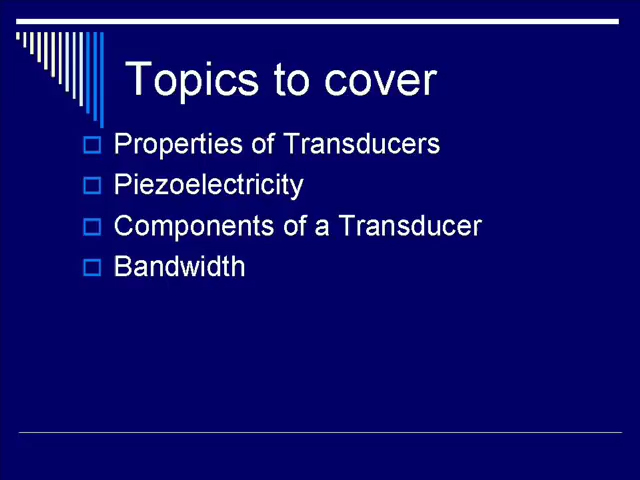 Topics to cover
Properties of Transducers
Piezoelectricity
Components of a Transducer
Bandwidth